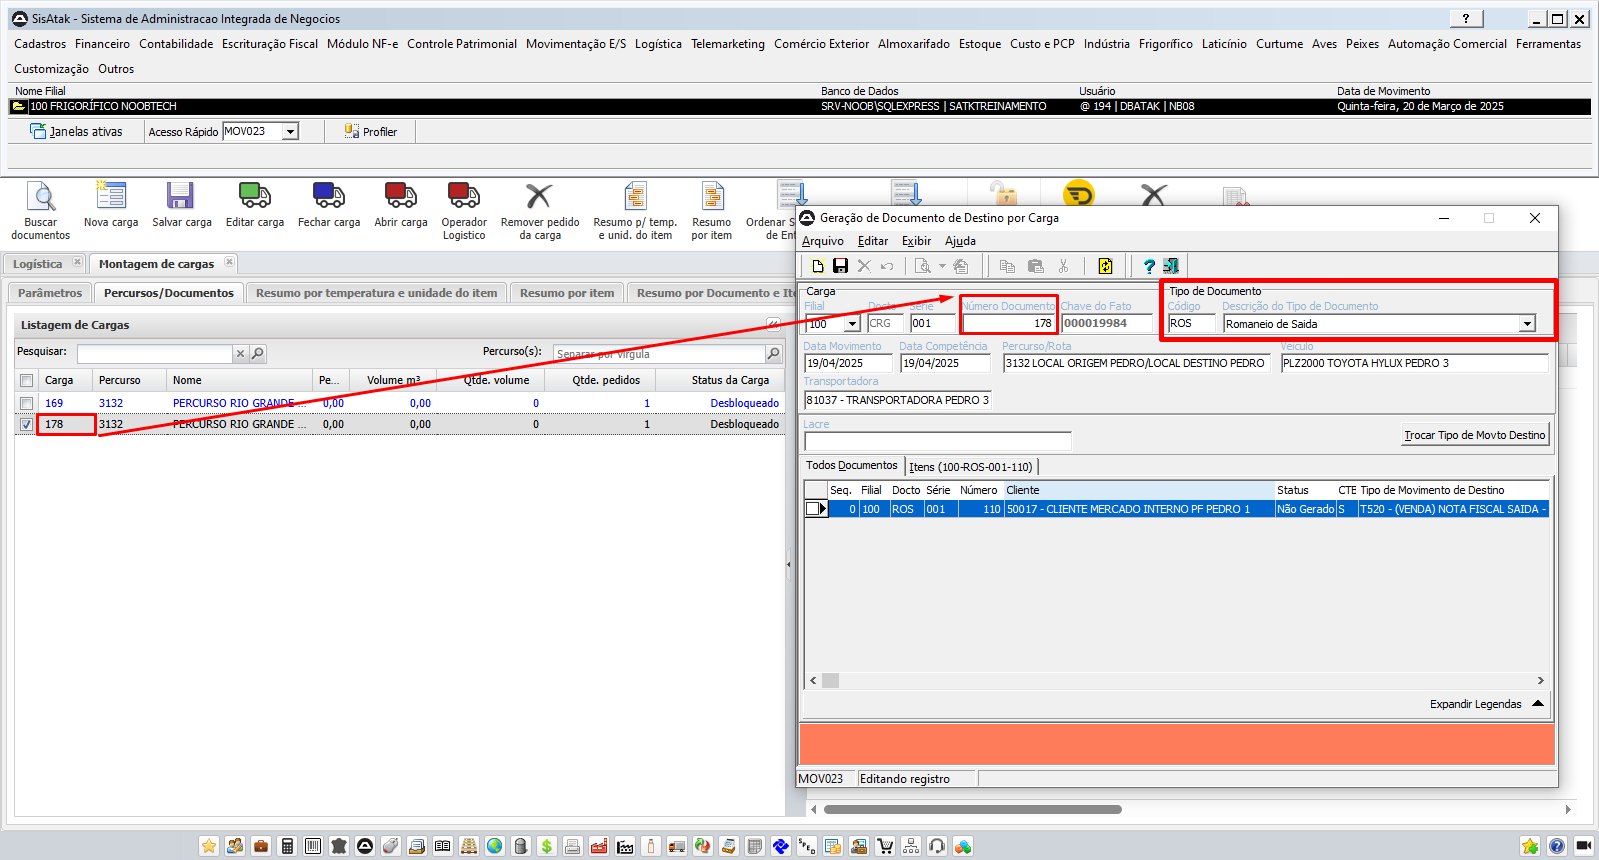 SisAtak - Sistema de Administracao Integrada de Negocios
Cadastros Financeiro Contabilidade Escrituração Fiscal Módulo NF-e Controle Patrimonial Movimentação E/S Logística Telemarketing Comércio Exterior Almoxarifado Estoque Custo e PCP Indústria Frigorífico Laticínio Curtume Aves Peixes Automação Comercial Ferramentas
Customização Outros
Nome Filial Banco de Dados Usuário Data de Movimento
100 FRIGORÍFICO NOOBTECH SRV-NOOB\SQLEXPRESS | SATKTREINAMENTO @ 194 | DBATAK | NB08 Quinta-feira, 20 de Março de 2025
Janelas ativas Acesso Rápido MOV023 Profiler
Buscar documentos
Nova carga
Salvar carga
Editar carga
Fechar carga
Abrir carga
Operador Logistico
Remover pedido da carga
Resumo p/ temp. e unid. do item
Resumo por item
Ordenar S
de Ent
Logística Montagem de cargas
Parâmetros Percursos/Documentos Resumo por temperatura e unidade do item Resumo por item Resumo por Documento e Ite
Listagem de Cargas
Pesquisar: Percurso(s): Separar por vírgula
Carga Percurso Nome Pe... Volume m³ Qtde. volume Qtde. pedidos Status da Carga
169 3132 PERCURSO RIO GRANDE ... 0,00 0,00 0 1 Desbloqueado
178 3132 PERCURSO RIO GRANDE ... 0,00 0,00 0 1 Desbloqueado
Geração de Documento de Destino por Carga
Arquivo Editar Exibir Ajuda
Carga Tipo de Documento
Filial Docto Série Número Documento Chave do Fato Código Descrição do Tipo de Documento
100 CRG 001 178 000019984 ROS Romaneio de Saida
Data Movimento Data Competência Percurso/Rota Veículo
19/04/2025 19/04/2025 3132 LOCAL ORIGEM PEDRO/LOCAL DESTINO PEDRO PLZ2000 TOYOTA HYLUX PEDRO 3
Transportadora
81037 - TRANSPORTADORA PEDRO 3
Lacre
Trocar Tipo de Movto Destino
Todos Documentos Itens (100-ROS-001-110)
Seq. Filial Docto Série Número Cliente Status CTE Tipo de Movimento de Destino
0 100 ROS 001 110 50017 - CLIENTE MERCADO INTERNO PF PEDRO 1 Não Gerado S T520 - (VENDA) NOTA FISCAL SAIDA -
Expandir Legendas
MOV023 Editando registro